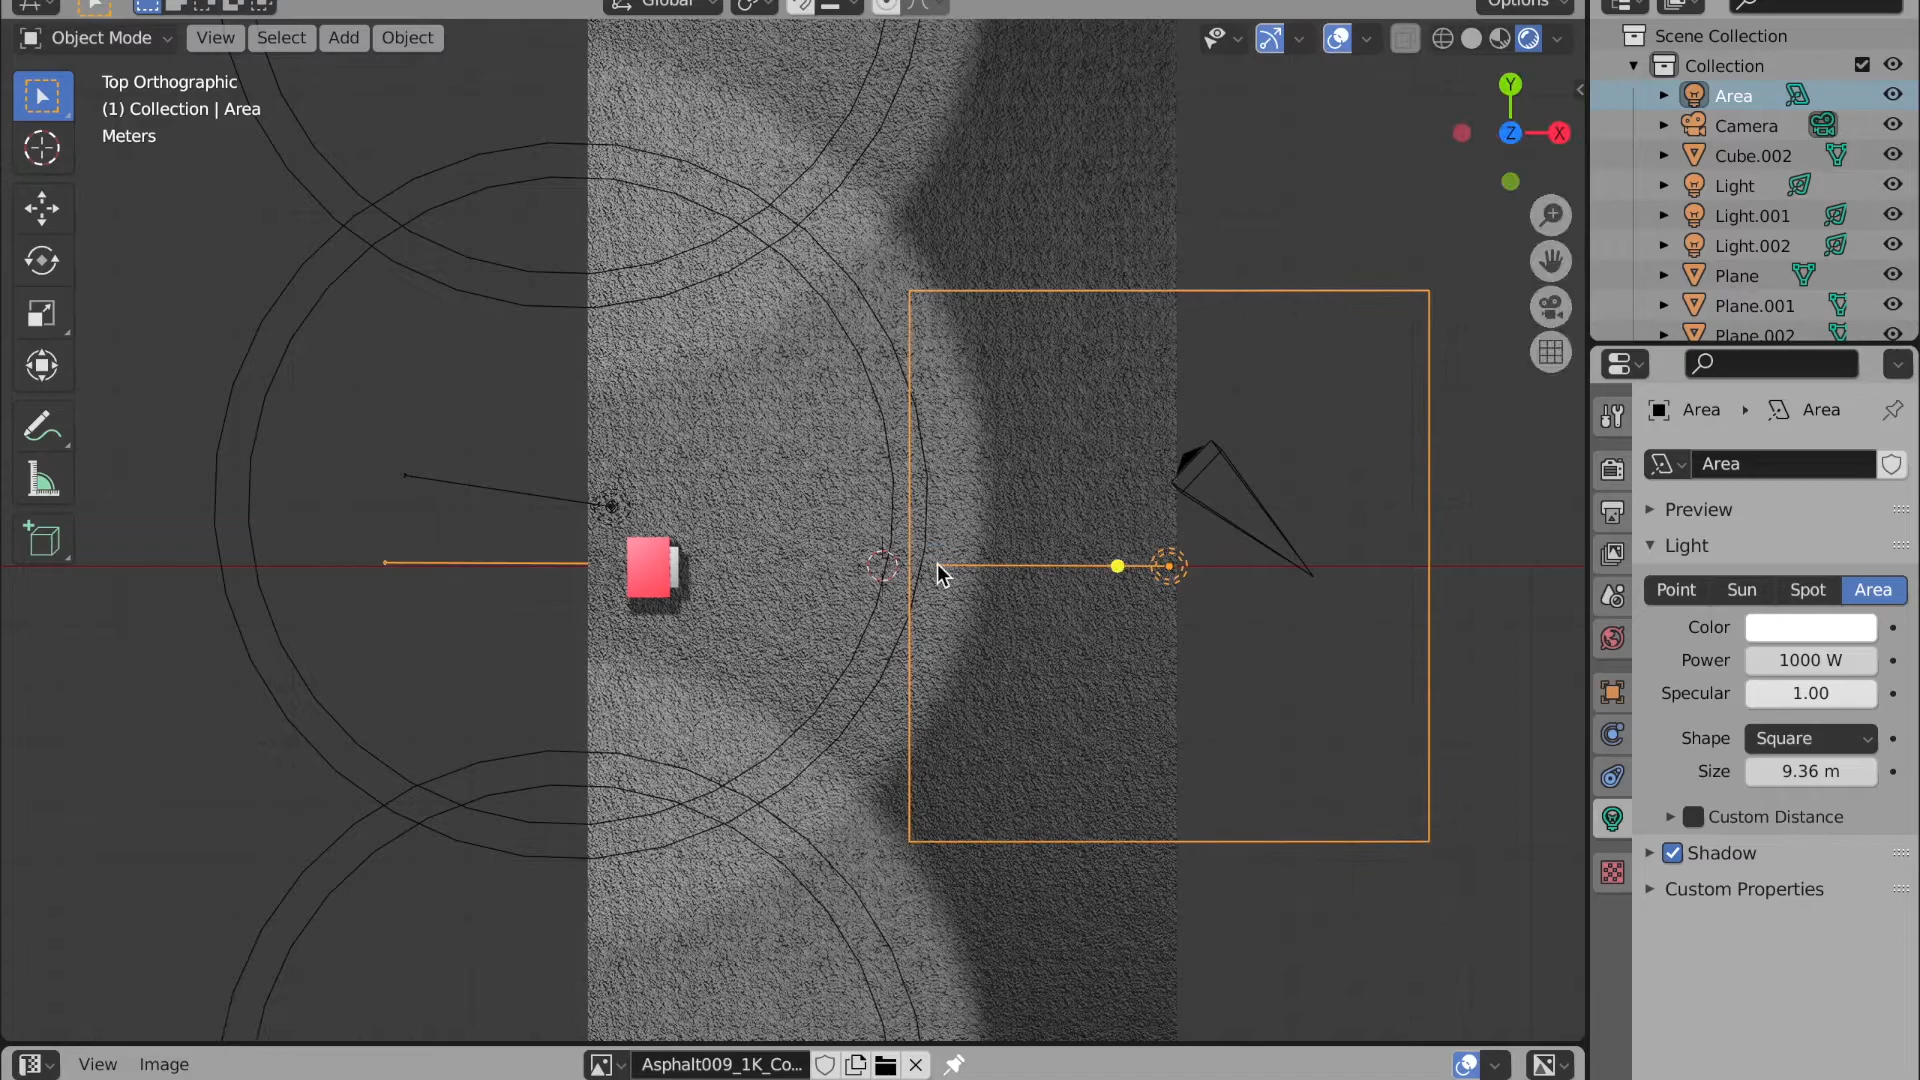 Global
Options
Object Mode
View
Select
Add
Object
Top Orthographic
(1) Collection | Area
Meters
Y
Z
X
Scene Collection
Collection
Area
Camera
Cube.002
Light
Light.001
Light.002
Plane
Plane.001
Plane.002
Area
Area
Area
Preview
Light
Point
Sun
Spot
Area
Color
Power
1000 W
Specular
1.00
Shape
Square
Size
9.36 m
Custom Distance
Shadow
Custom Properties
View
Image
Asphalt009_1K_Co...